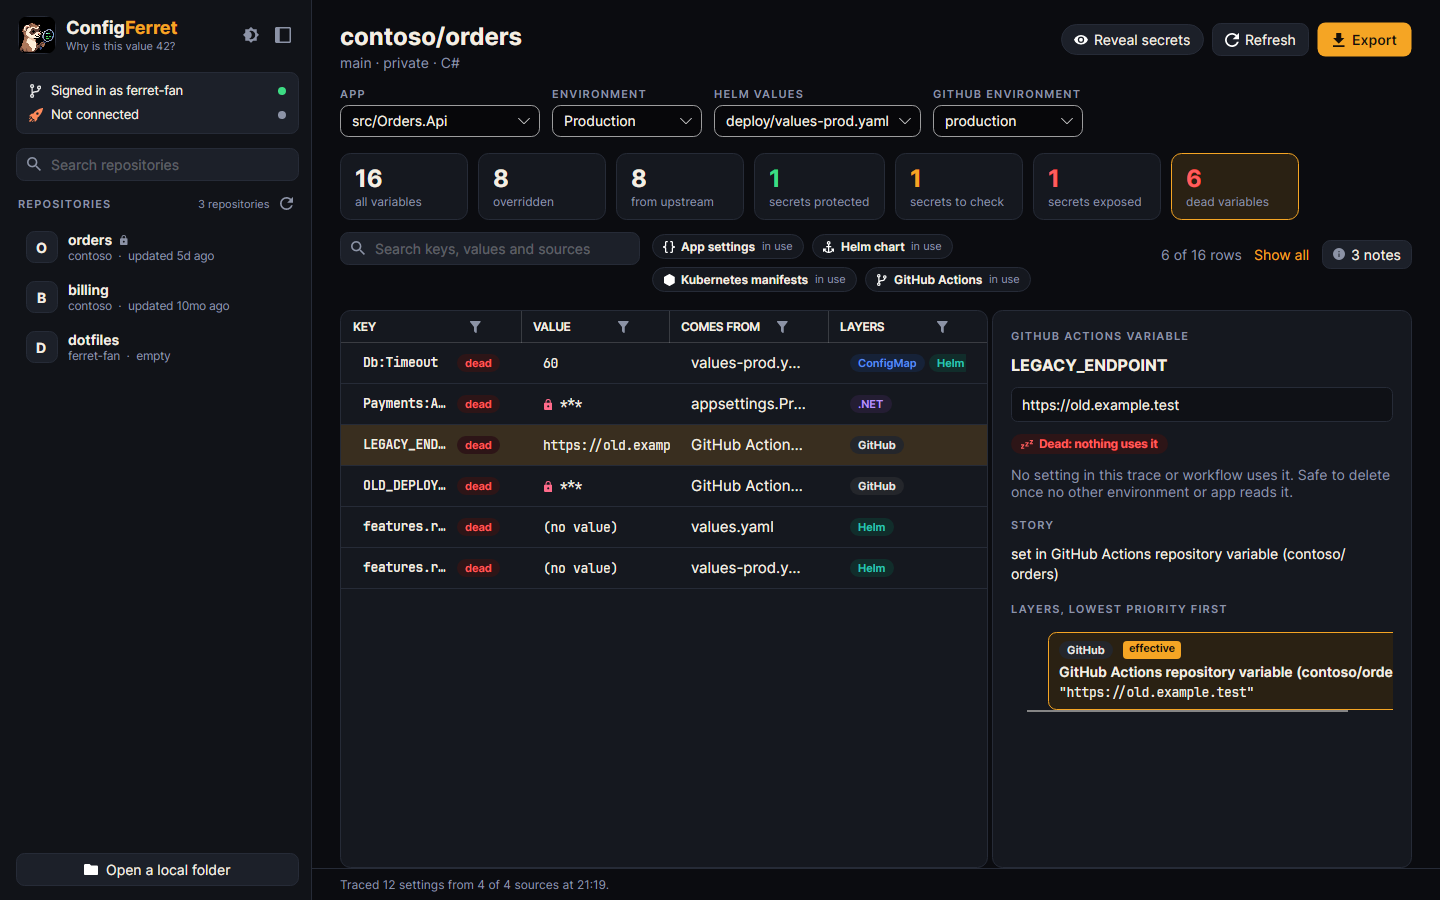 ConfigFerret
Why is this value 42?
Signed in as ferret-fan
Not connected
Search repositories
REPOSITORIES
3 repositories
O
orders
contoso · updated 5d ago
B
billing
contoso · updated 10mo ago
D
dotfiles
ferret-fan · empty
Open a local folder
contoso/orders
main · private · C#
Reveal secrets
Refresh
Export
APP
src/Orders.Api
ENVIRONMENT
Production
HELM VALUES
deploy/values-prod.yaml
GITHUB ENVIRONMENT
production
16
all variables
8
overridden
8
from upstream
1
secrets protected
1
secrets to check
1
secrets exposed
6
dead variables
Search keys, values and sources
App settings in use
Helm chart in use
Kubernetes manifests in use
GitHub Actions in use
6 of 16 rows
Show all
3 notes
KEY VALUE COMES FROM LAYERS
Db:Timeout dead 60 values-prod.y... ConfigMap Helm
Payments:A... dead *** appsettings.Pr... .NET
LEGACY_END... dead https://old.examp GitHub Action... GitHub
OLD_DEPLOY... dead *** GitHub Action... GitHub
features.r... dead (no value) values.yaml Helm
features.r... dead (no value) values-prod.y... Helm
GITHUB ACTIONS VARIABLE
LEGACY_ENDPOINT
https://old.example.test
Dead: nothing uses it
No setting in this trace or workflow uses it. Safe to delete
once no other environment or app reads it.
STORY
set in GitHub Actions repository variable (contoso/
orders)
LAYERS, LOWEST PRIORITY FIRST
GitHub effective
GitHub Actions repository variable (contoso/orde
"https://old.example.test"
Traced 12 settings from 4 of 4 sources at 21:19.